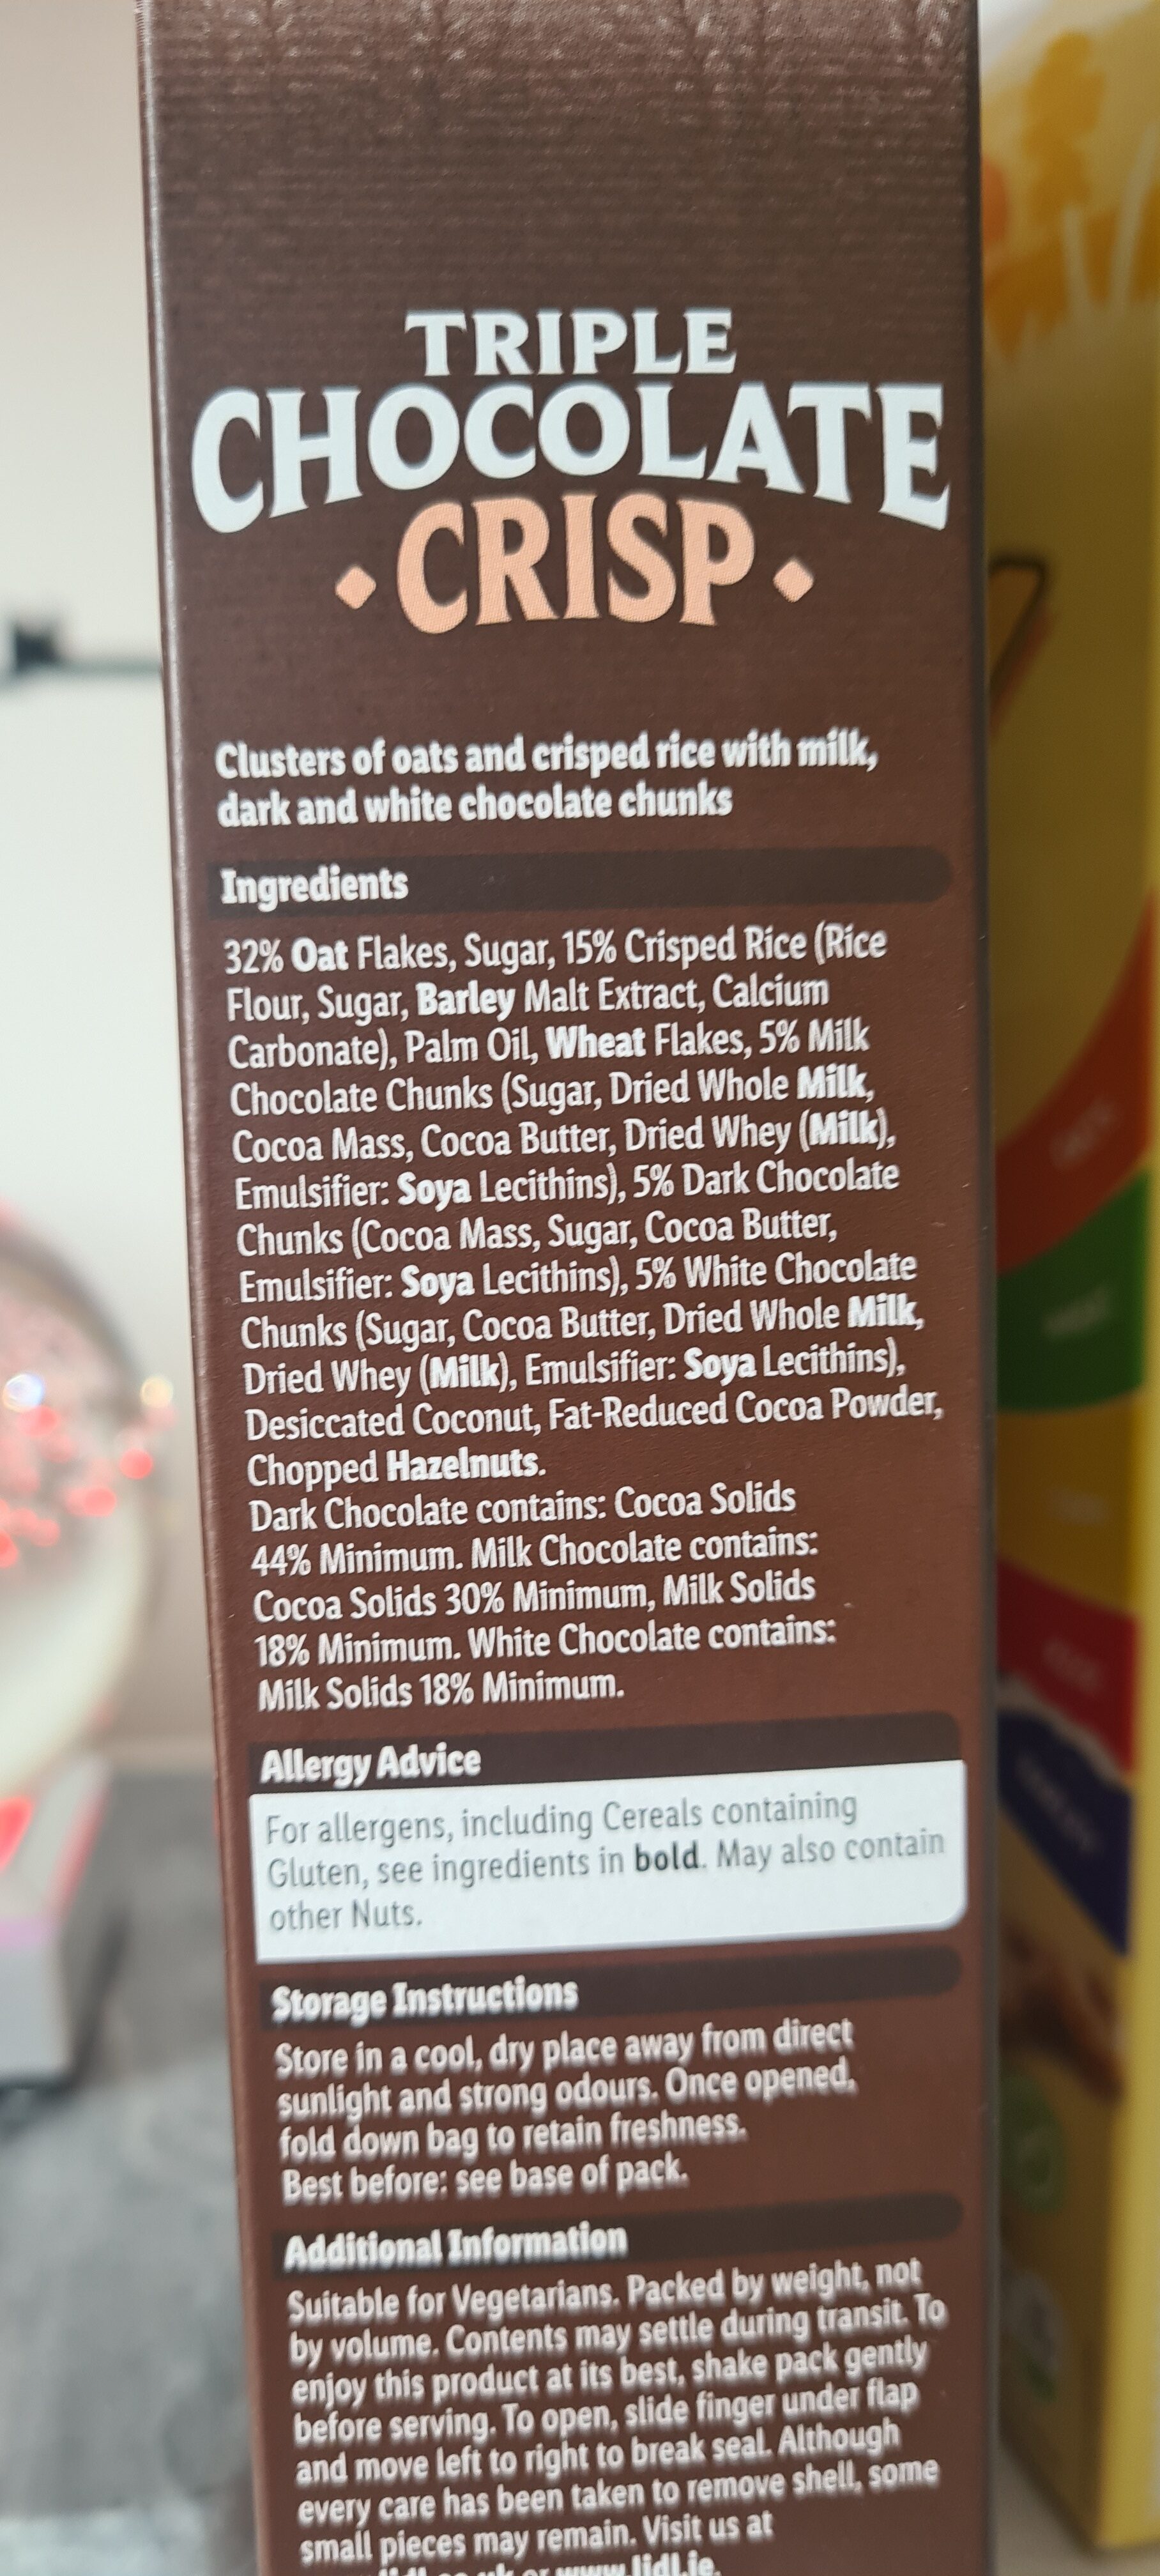 TRIPLE
CHOCOLATE
CRISP
Clusters of oats and crisped rice with milk,
dark and white chocolate chunks
Ingredients
32% Oat Flakes, Sugar, 15% Crisped Rice (Rice
Flour, Sugar, Barley Malt Extract, Calcium
Carbonate), Palm Oil, Wheat Flakes, 5% Milk
Chocolate Chunks (Sugar, Dried Whole Milk,
Cocoa Mass, Cocoa Butter, Dried Whey (Milk),
Emulsifier: Soya Lecithins), 5% Dark Chocolate
Chunks (Cocoa Mass, Sugar, Cocoa Butter,
Emulsifier: Soya Lecithins), 5% White Chocolate
Chunks (Sugar, Cocoa Butter, Dried Whole Milk,
Dried Whey (Milk), Emulsifier: Soya Lecithins),
Desiccated Coconut, Fat-Reduced Cocoa Powder,
Chopped Hazelnuts.
Dark Chocolate contains: Cocoa Solids
44% Minimum. Milk Chocolate contains:
Cocoa Solids 30% Minimum, Milk Solids
18% Minimum. White Chocolate contains:
Milk Solids 18% Minimum.
Allergy Advice
For allergens, including Cereals containing
Gluten, see ingredients in bold. May also contain
other Nuts.
Storage Instructions
Store in a cool, dry place away from direct
sunlight and strong odours. Once opened,
fold down bag to retain freshness.
Best before: see base of pack.
Additional Information
Suitable for Vegetarians. Packed by weight, not
by volume. Contents may settle during transit. To
enjoy this product at its best, shake pack gently
before serving. To open, slide finger under flap
and move left to right to break seal. Although
every care has been taken to remove shell, some
small pieces may remain. Visit us at
or www.lidl.ie.